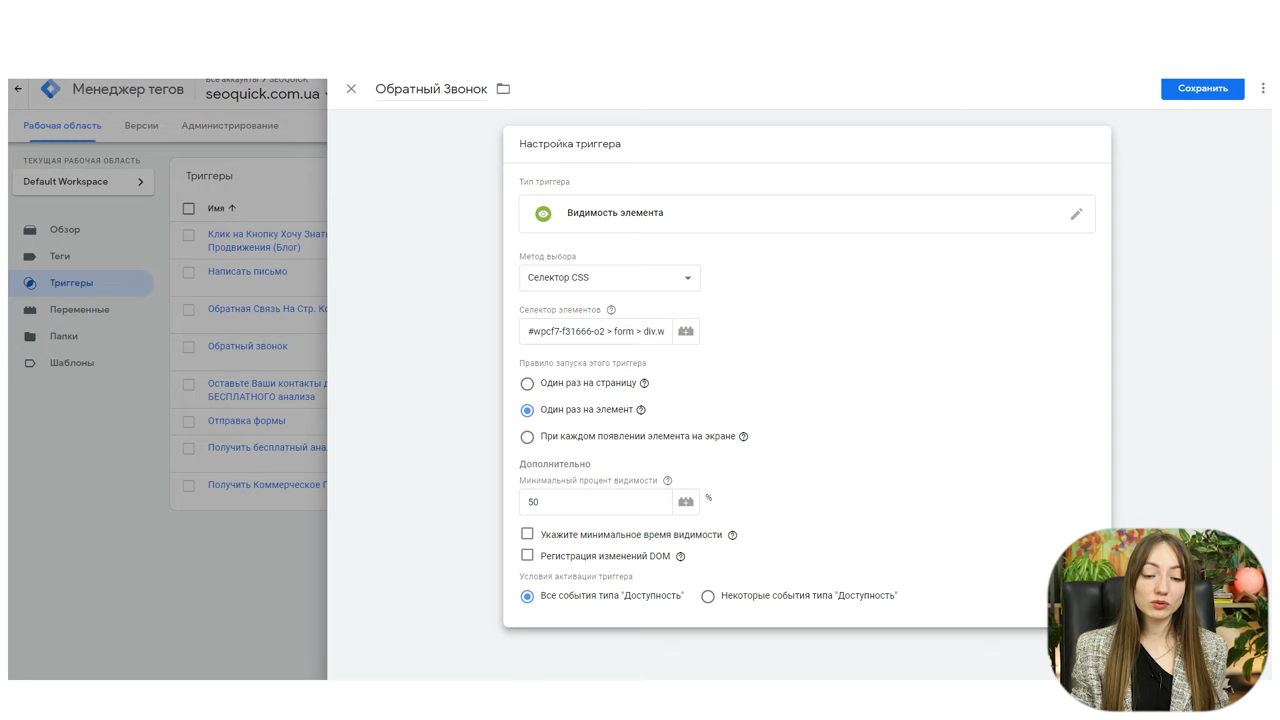 Менеджер тегов
Все аккаунты > SEOQUICK
seoquick.com.ua
Обратный Звонок
Сохранить
Рабочая область
Версии
Администрирование
ТЕКУЩАЯ РАБОЧАЯ ОБЛАСТЬ
Default Workspace
Обзор
Теги
Триггеры
Переменные
Папки
Шаблоны
Триггеры
Имя
Клик на Кнопку Хочу Знать
Продвижения (Блог)
Написать письмо
Обратная Связь На Стр. Ко
Обратный звонок
Оставьте Ваши контакты д
БЕСПЛАТНОГО анализа
Отправка формы
Получить бесплатный ана
Получить Коммерческое П
Настройка триггера
Тип триггера
Видимость элемента
Метод выбора
Селектор CSS
Селектор элементов
#wpcf7-f31666-o2 > form > div.w
Правило запуска этого триггера
Один раз на страницу
Один раз на элемент
При каждом появлении элемента на экране
Дополнительно
Минимальный процент видимости
50
%
Укажите минимальное время видимости
Регистрация изменений DOM
Условия активации триггера
Все события типа "Доступность"
Некоторые события типа "Доступность"